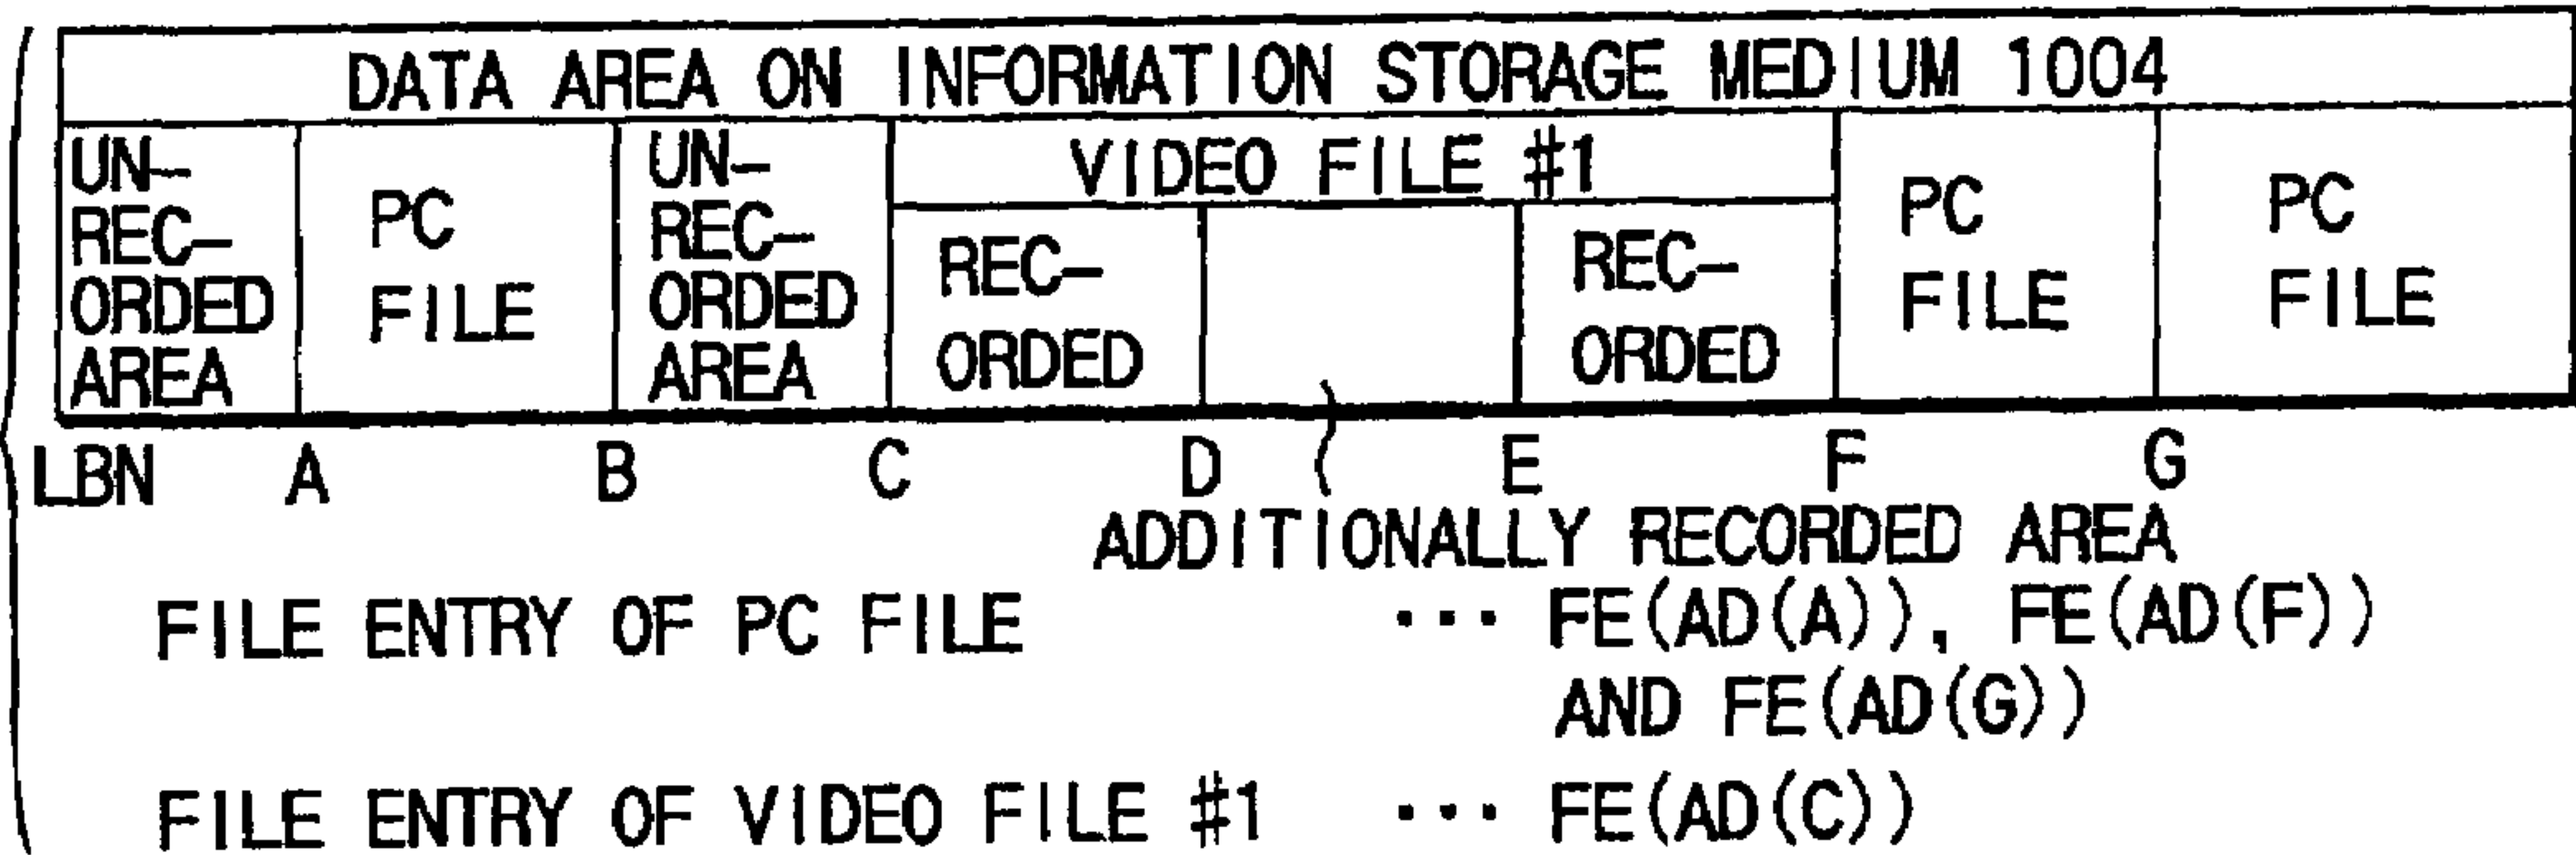 DATA AREA ON INFORMATION STORAGE MEDIUM 1004
UN-
REC-
ORDED
AREA
PC
FILE
UN-
REC-
ORDED
AREA
VIDEO FILE #1
REC-
ORDED
REC-
ORDED
PC
FILE
PC
FILE
LBN A B C D E F G
ADDITIONALLY RECORDED AREA
FILE ENTRY OF PC FILE ··· FE(AD(A)), FE(AD(F))
AND FE(AD(G))
FILE ENTRY OF VIDEO FILE #1 ··· FE(AD(C))